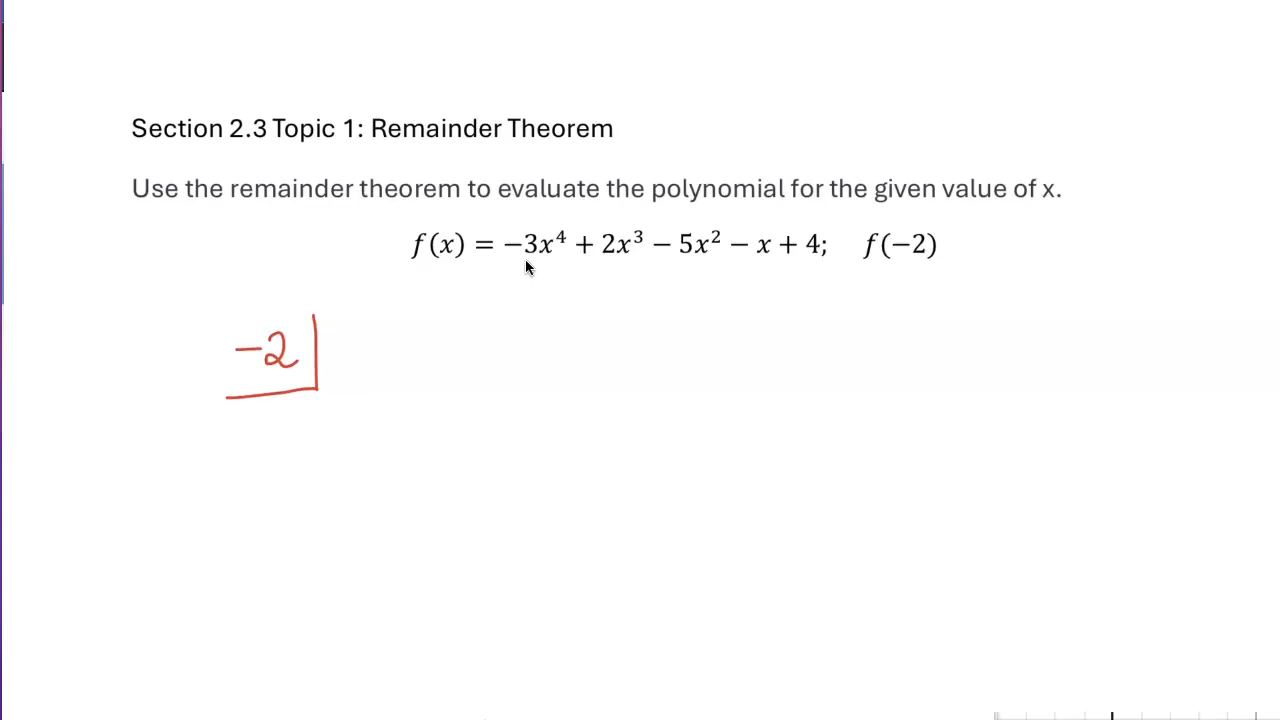 Section 2.3 Topic 1: Remainder Theorem
Use the remainder theorem to evaluate the polynomial for the given value of x.
f(x) = −3x⁴ + 2x³ − 5x² − x + 4; f(−2)
−2